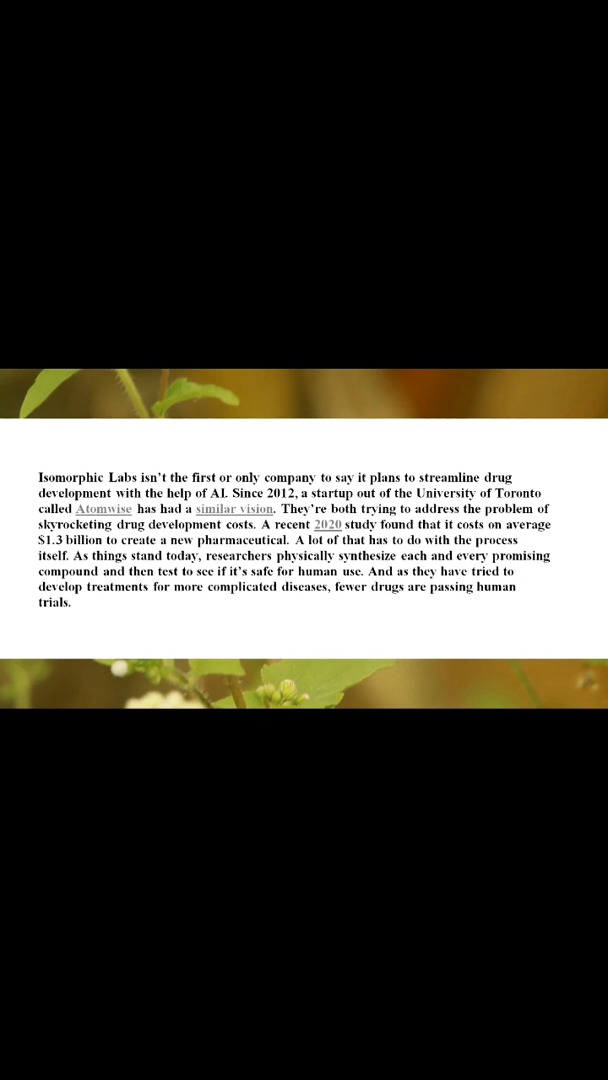 Isomorphic Labs isn't the first or only company to say it plans to streamline drug
development with the help of AI. Since 2012, a startup out of the University of Toronto
called Atomwise has had a similar vision. They're both trying to address the problem of
skyrocketing drug development costs. A recent 2020 study found that it costs on average
$1.3 billion to create a new pharmaceutical. A lot of that has to do with the process
itself. As things stand today, researchers physically synthesize each and every promising
compound and then test to see if it's safe for human use. And as they have tried to
develop treatments for more complicated diseases, fewer drugs are passing human
trials.